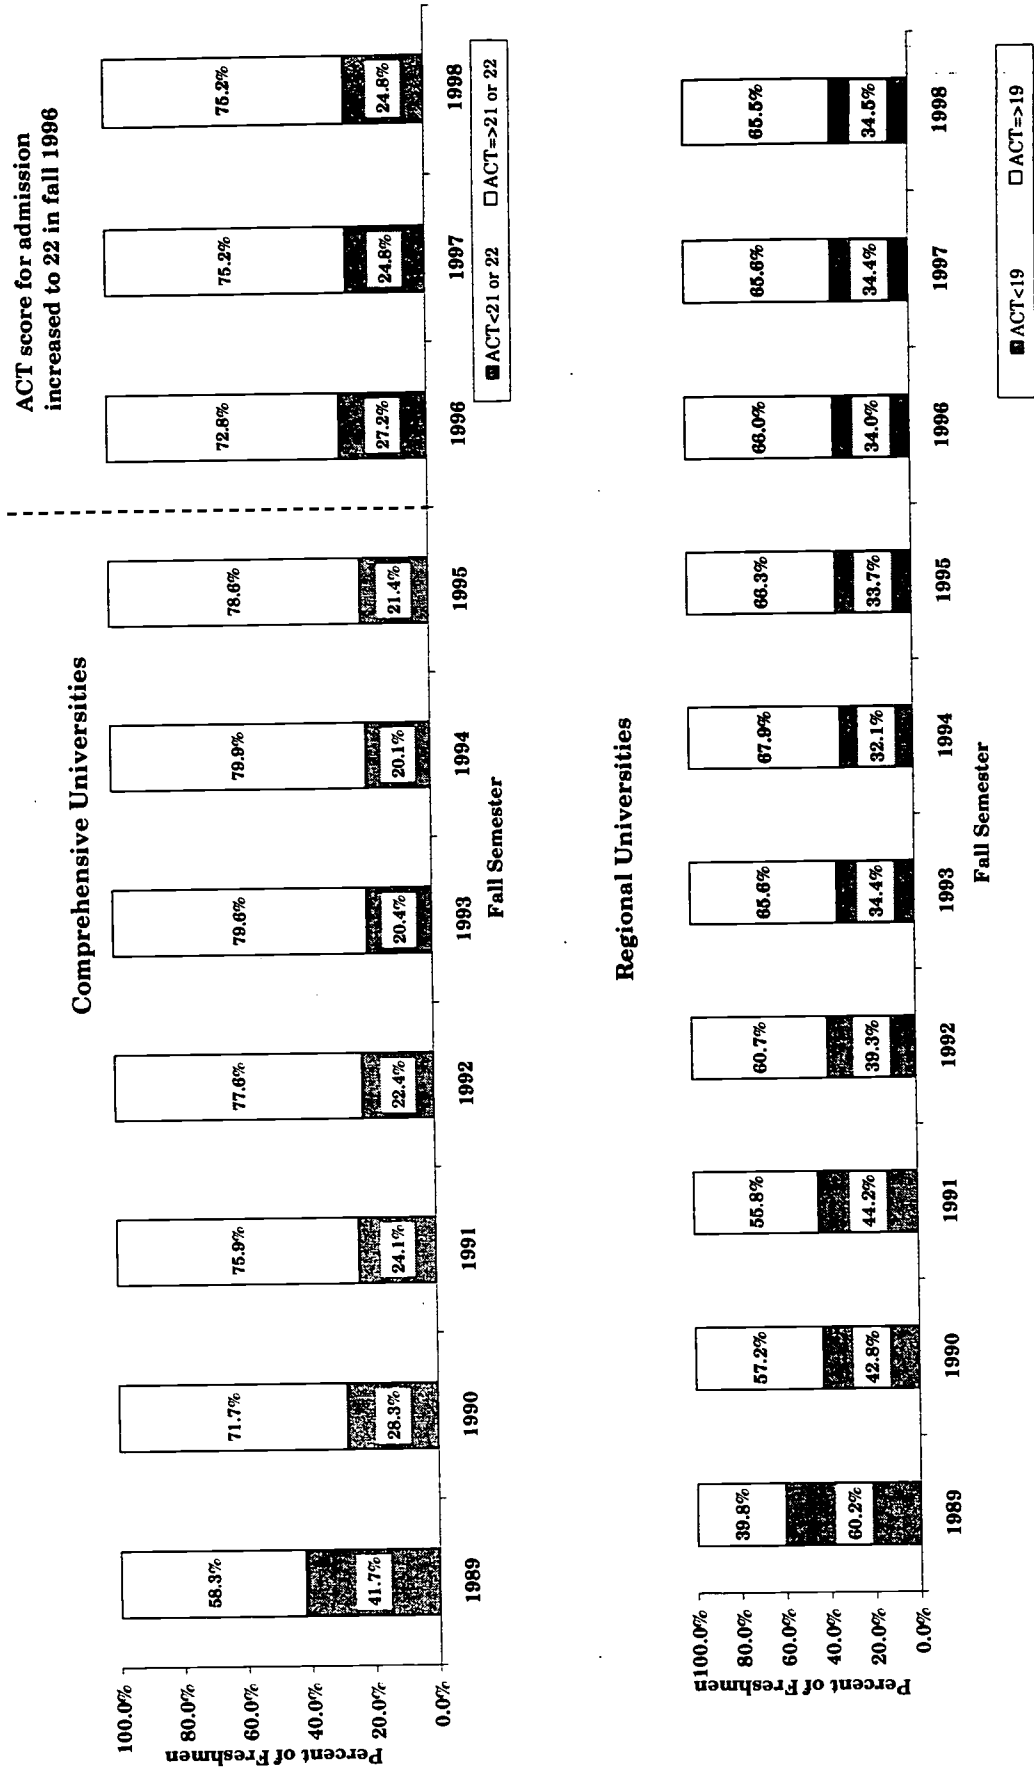 Comprehensive Universities
ACT score for admission
increased to 22 in fall 1996
Percent of Freshmen
100.0%
80.0%
60.0%
40.0%
20.0%
0.0%
58.3% 71.7% 75.9% 77.6% 79.6% 79.9% 78.6% 72.8% 75.2% 75.2%
41.7% 28.3% 24.1% 22.4% 20.4% 20.1% 21.4% 27.2% 24.8% 24.8%
1989 1990 1991 1992 1993 1994 1995 1996 1997 1998
Fall Semester
ACT<21 or 22 ACT=>21 or 22
Regional Universities
Percent of Freshmen
100.0%
80.0%
60.0%
40.0%
20.0%
0.0%
39.8% 57.2% 55.8% 60.7% 65.6% 67.9% 66.3% 66.0% 65.6% 65.5%
60.2% 42.8% 44.2% 39.3% 34.4% 32.1% 33.7% 34.0% 34.4% 34.5%
1989 1990 1991 1992 1993 1994 1995 1996 1997 1998
Fall Semester
ACT<19 ACT=>19